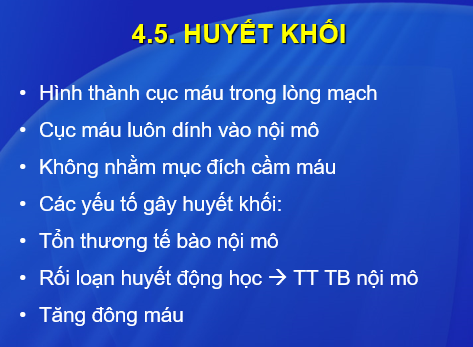 4.5. HUYẾT KHỐI
• Hình thành cục máu trong lòng mạch
• Cục máu luôn dính vào nội mô
• Không nhằm mục đích cầm máu
• Các yếu tố gây huyết khối:
• Tổn thương tế bào nội mô
• Rối loạn huyết động học → TT TB nội mô
• Tăng đông máu